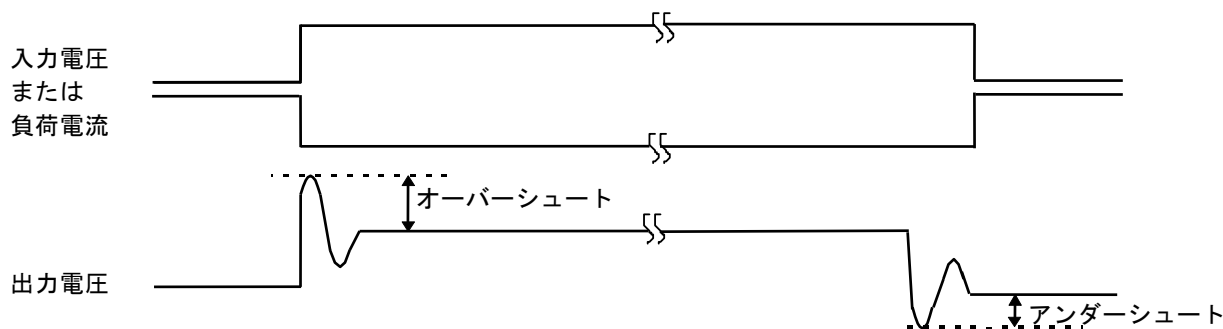 入力電圧
または
負荷電流
オーバーシュート
出力電圧
アンダーシュート